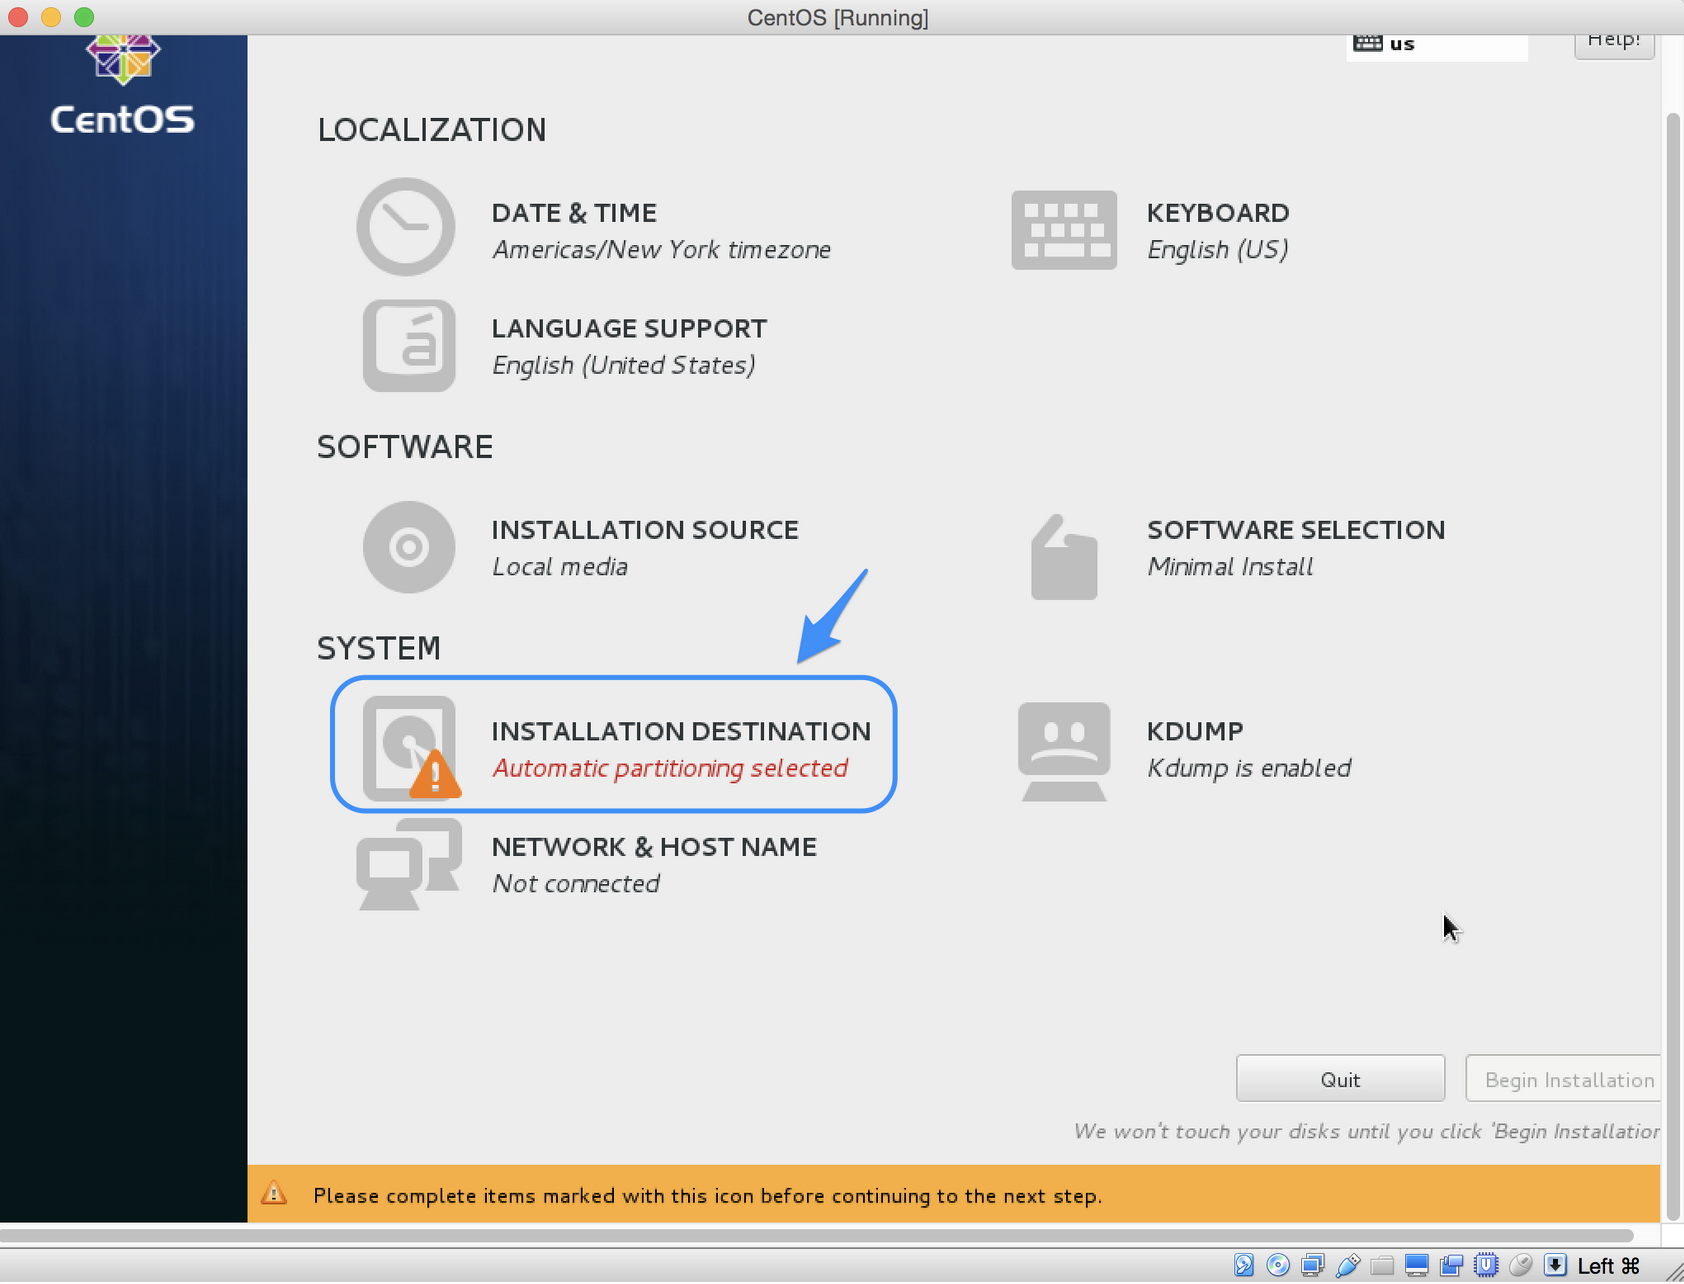 CentOS [Running]
us
Help!
CentOS
LOCALIZATION
DATE & TIME
Americas/New York timezone
KEYBOARD
English (US)
LANGUAGE SUPPORT
English (United States)
SOFTWARE
INSTALLATION SOURCE
Local media
SOFTWARE SELECTION
Minimal Install
SYSTEM
INSTALLATION DESTINATION
Automatic partitioning selected
KDUMP
Kdump is enabled
NETWORK & HOST NAME
Not connected
Quit
Begin Installation
We won't touch your disks until you click 'Begin Installation
Please complete items marked with this icon before continuing to the next step.
Left ⌘